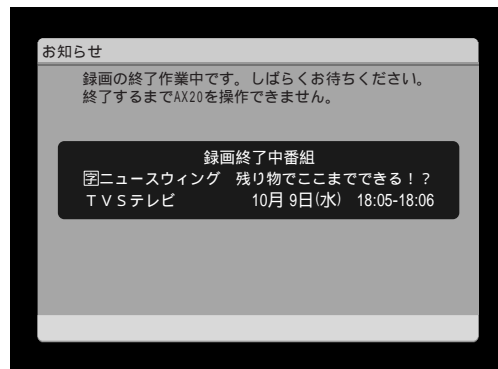 お知らせ
録画の終了作業中です。しばらくお待ちください。
終了するまでAX20を操作できません。
録画終了中番組
🈑ニュースウィング 残り物でここまでできる！？
ＴＶＳテレビ 10月 9日(水) 18:05-18:06